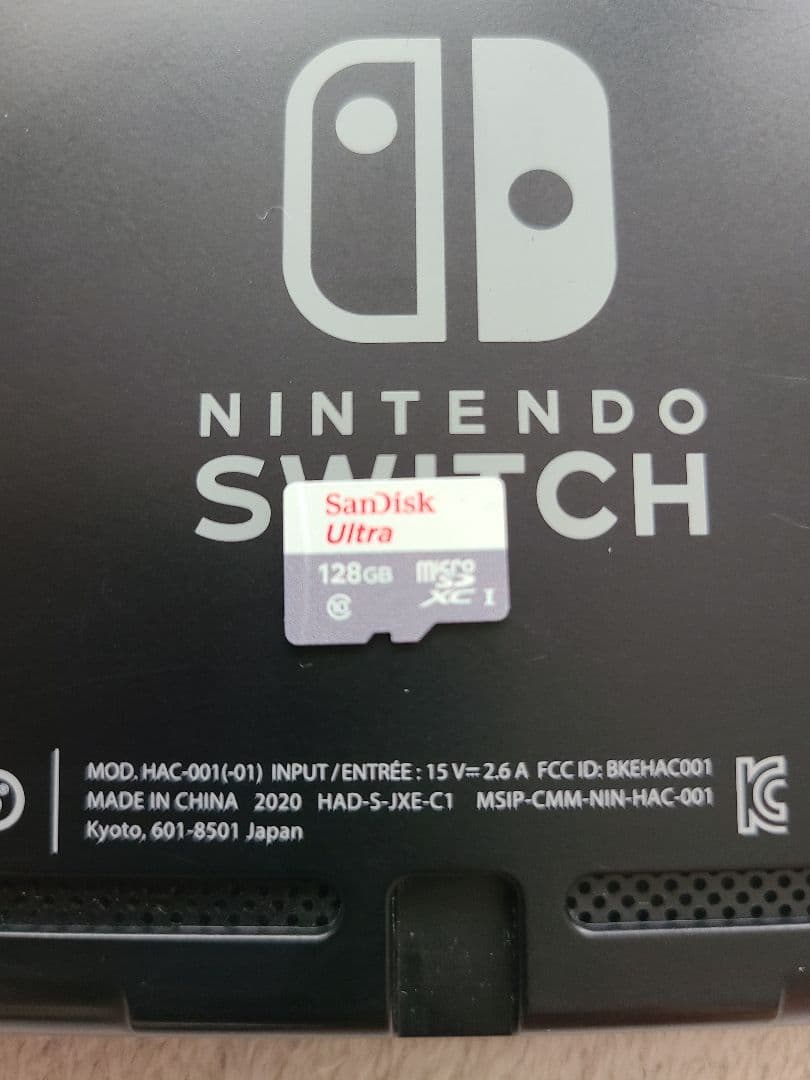 NINTENDO
SWITCH
SanDisk
Ultra
128GB micro SD XC I
10
MOD. HAC-001(-01) INPUT/ENTRÉE : 15 V⎓2.6 A FCC ID: BKEHAC001
MADE IN CHINA 2020 HAD-S-JXE-C1 MSIP-CMM-NIN-HAC-001
Kyoto, 601-8501 Japan